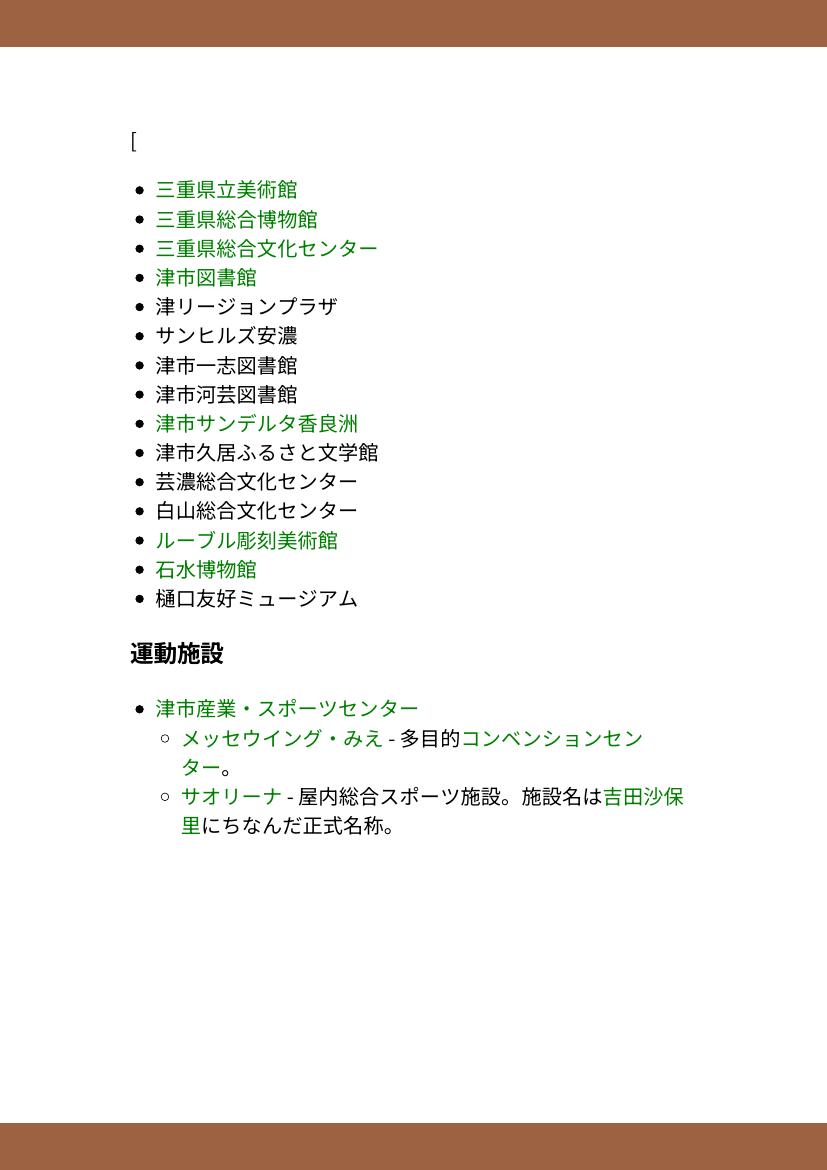 [
三重県立美術館
三重県総合博物館
三重県総合文化センター
津市図書館
津リージョンプラザ
サンヒルズ安濃
津市一志図書館
津市河芸図書館
津市サンデルタ香良洲
津市久居ふるさと文学館
芸濃総合文化センター
白山総合文化センター
ルーブル彫刻美術館
石水博物館
樋口友好ミュージアム
運動施設
津市産業・スポーツセンター
メッセウイング・みえ - 多目的コンベンションセン
ター。
サオリーナ - 屋内総合スポーツ施設。施設名は吉田沙保
里にちなんだ正式名称。